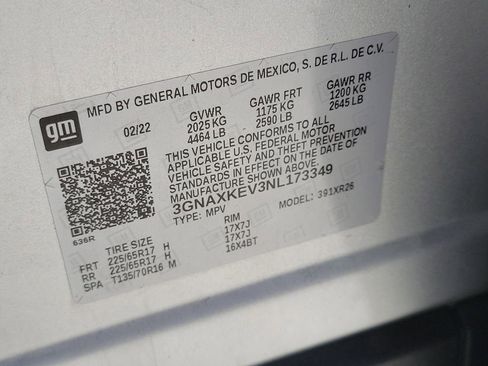 gm
MFD BY GENERAL MOTORS DE MEXICO, S. DE R.L. DE C.V.
02/22
GVWR GAWR FRT GAWR RR
2025 KG 1175 KG 1200 KG
4464 LB 2590 LB 2645 LB
THIS VEHICLE CONFORMS TO ALL
APPLICABLE U.S. FEDERAL MOTOR
VEHICLE SAFETY AND THEFT PREVENTION
STANDARDS IN EFFECT ON THE DATE OF
MANUFACTURE SHOWN ABOVE.
3GNAXKEV3NL173349
TYPE: MPV MODEL: 391XR26
636R
TIRE SIZE RIM
FRT 225/65R17 H 17X7J
RR 225/65R17 H 17X7J
SPA T135/70R16 M 16X4BT